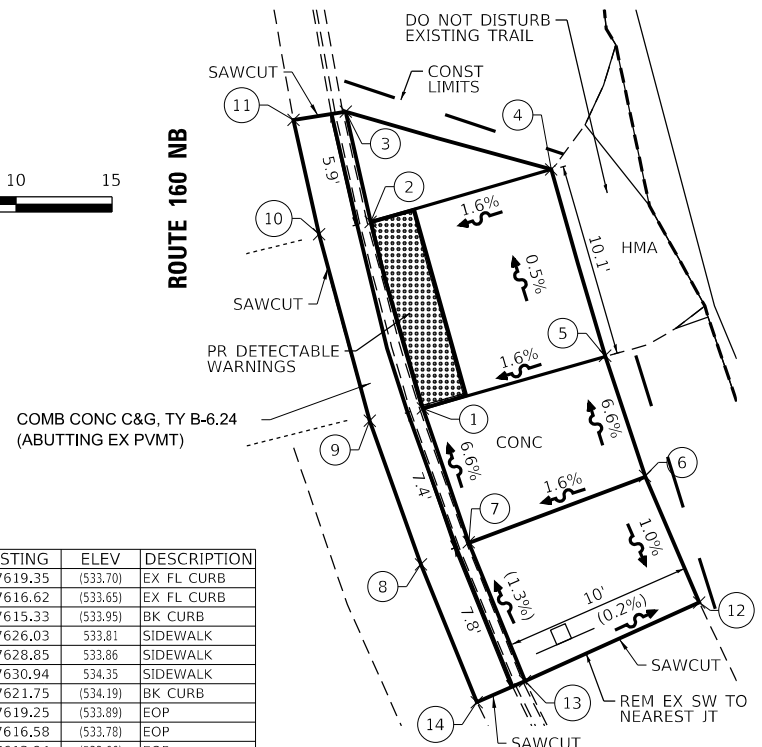 DO NOT DISTURB
EXISTING TRAIL
SAWCUT
CONST
LIMITS
11
3
4
ROUTE 160 NB
10
15
5.9'
2
1.6%
10.1'
HMA
10
0.5%
SAWCUT
PR DETECTABLE
WARNINGS
5
1.6%
COMB CONC C&G, TY B-6.24
(ABUTTING EX PVMT)
1
CONC
9
6.6%
6.6%
7.4'
6
1.6%
7
1.0%
8
(1.3%)
10'
(0.2%)
7.8'
12
SAWCUT
REM EX SW TO
NEAREST JT
13
14
SAWCUT
STING ELEV DESCRIPTION
7619.35 (533.70) EX FL CURB
7616.62 (533.65) EX FL CURB
7615.33 (533.95) BK CURB
7626.03 533.81 SIDEWALK
7628.85 533.86 SIDEWALK
7630.94 534.35 SIDEWALK
7621.75 (534.19) BK CURB
7619.25 (533.89) EOP
7616.58 (533.78) EOP